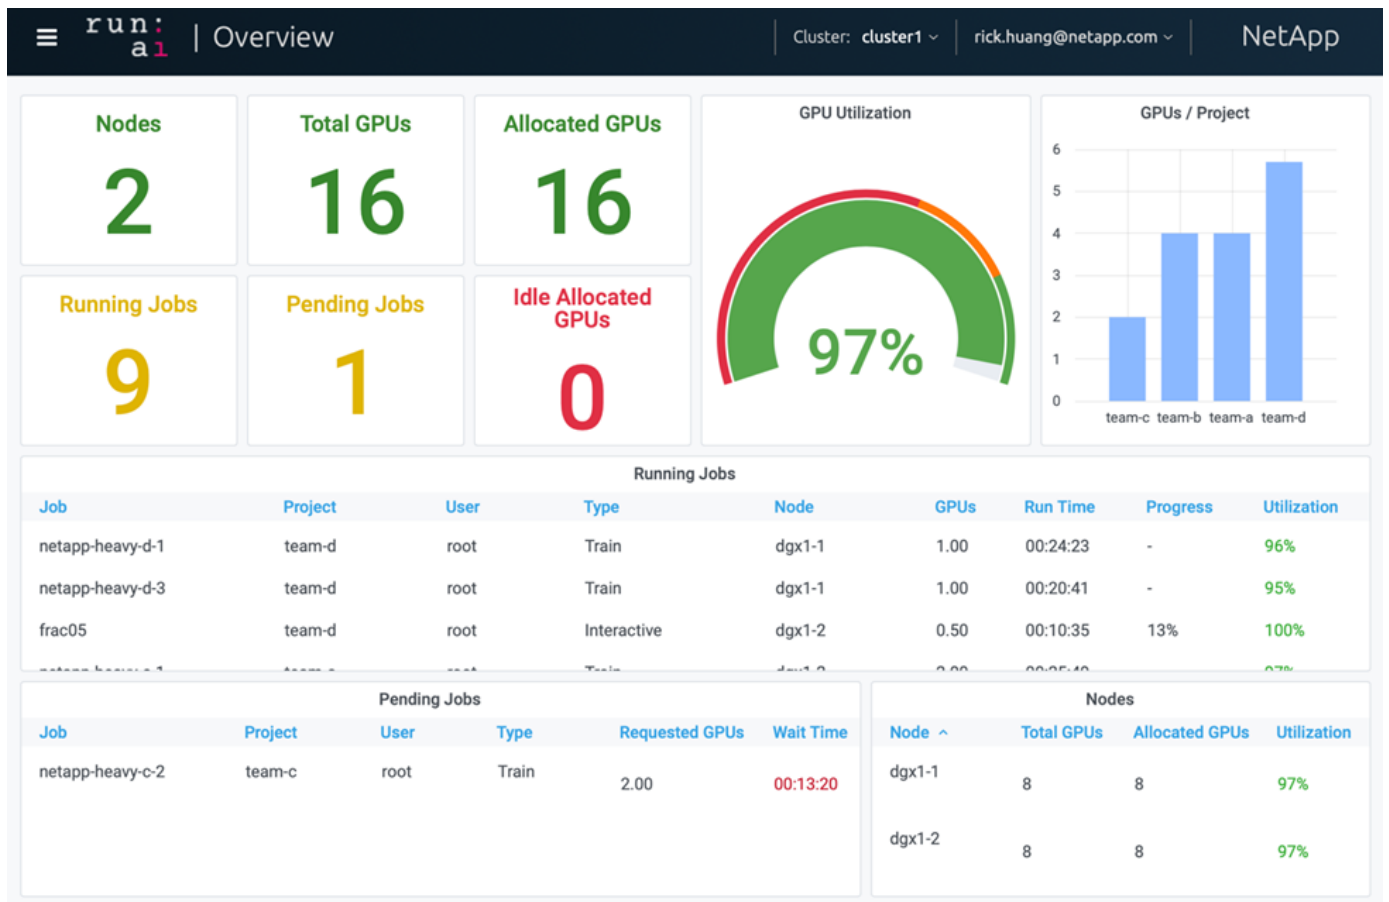 run:
ai | Overview
Cluster: cluster1
rick.huang@netapp.com
NetApp
Nodes
2
Total GPUs
16
Allocated GPUs
16
Running Jobs
9
Pending Jobs
1
Idle Allocated
GPUs
0
GPU Utilization
97%
GPUs / Project
6
5
4
3
2
1
0
team-c team-b team-a team-d
Running Jobs
Job Project User Type Node GPUs Run Time Progress Utilization
netapp-heavy-d-1 team-d root Train dgx1-1 1.00 00:24:23 - 96%
netapp-heavy-d-3 team-d root Train dgx1-1 1.00 00:20:41 - 95%
frac05 team-d root Interactive dgx1-2 0.50 00:10:35 13% 100%
Pending Jobs
Job Project User Type Requested GPUs Wait Time
netapp-heavy-c-2 team-c root Train 2.00 00:13:20
Nodes
Node Total GPUs Allocated GPUs Utilization
dgx1-1 8 8 97%
dgx1-2 8 8 97%